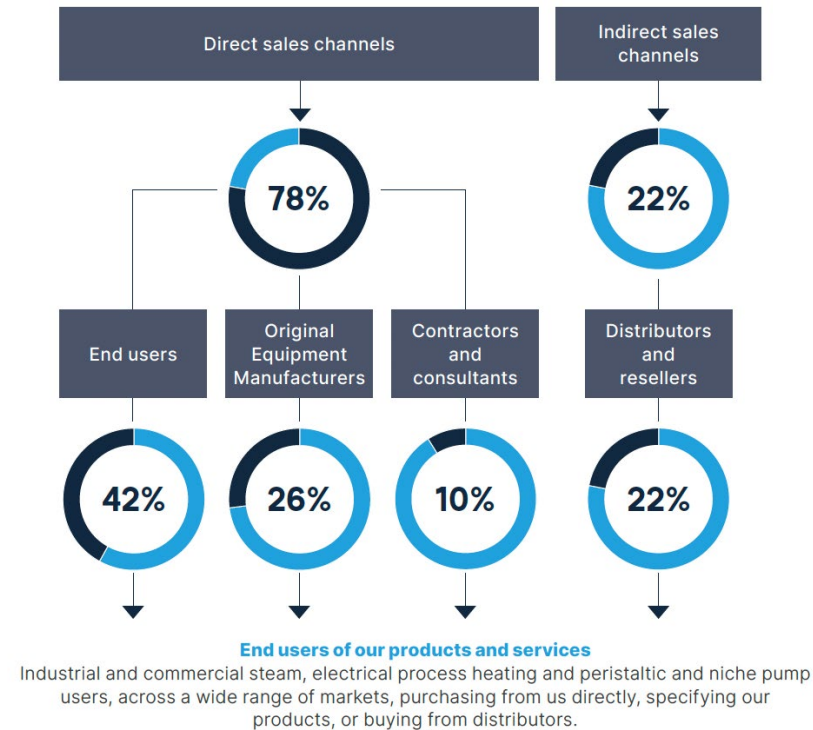 Direct sales channels
Indirect sales
channels
78%
22%
End users
Original
Equipment
Manufacturers
Contractors
and
consultants
Distributors
and
resellers
42%
26%
10%
22%
End users of our products and services
Industrial and commercial steam, electrical process heating and peristaltic and niche pump
users, across a wide range of markets, purchasing from us directly, specifying our
products, or buying from distributors.